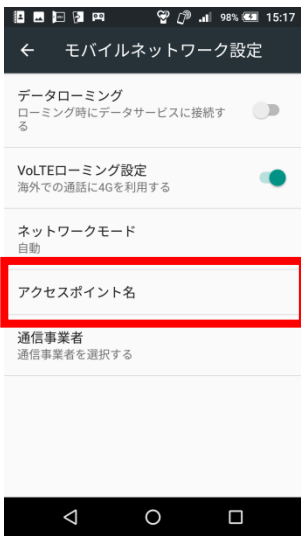 98% 15:17
モバイルネットワーク設定
データローミング
ローミング時にデータサービスに接続す
る
VoLTEローミング設定
海外での通話に4Gを利用する
ネットワークモード
自動
アクセスポイント名
通信事業者
通信事業者を選択する